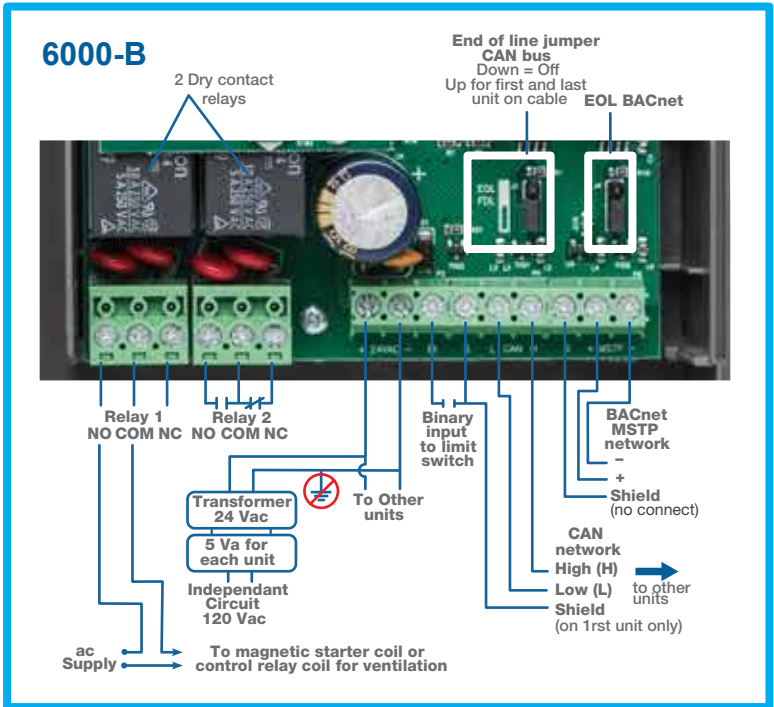 6000-B
2 Dry contact
relays
End of line jumper
CAN bus
Down = Off
Up for first and last
unit on cable
EOL BACnet
EOL
+ 24VAC -
L CAN H
+ MSTP
Relay 1
NO COM NC
Relay 2
NO COM NC
Binary
input
to limit
switch
BACnet
MSTP
network
–
+
Shield
(no connect)
Transformer
24 Vac
5 Va for
each unit
Independant
Circuit
120 Vac
To Other
units
CAN
network
High (H)
Low (L)
Shield
(on 1rst unit only)
to other
units
ac
Supply
To magnetic starter coil or
control relay coil for ventilation